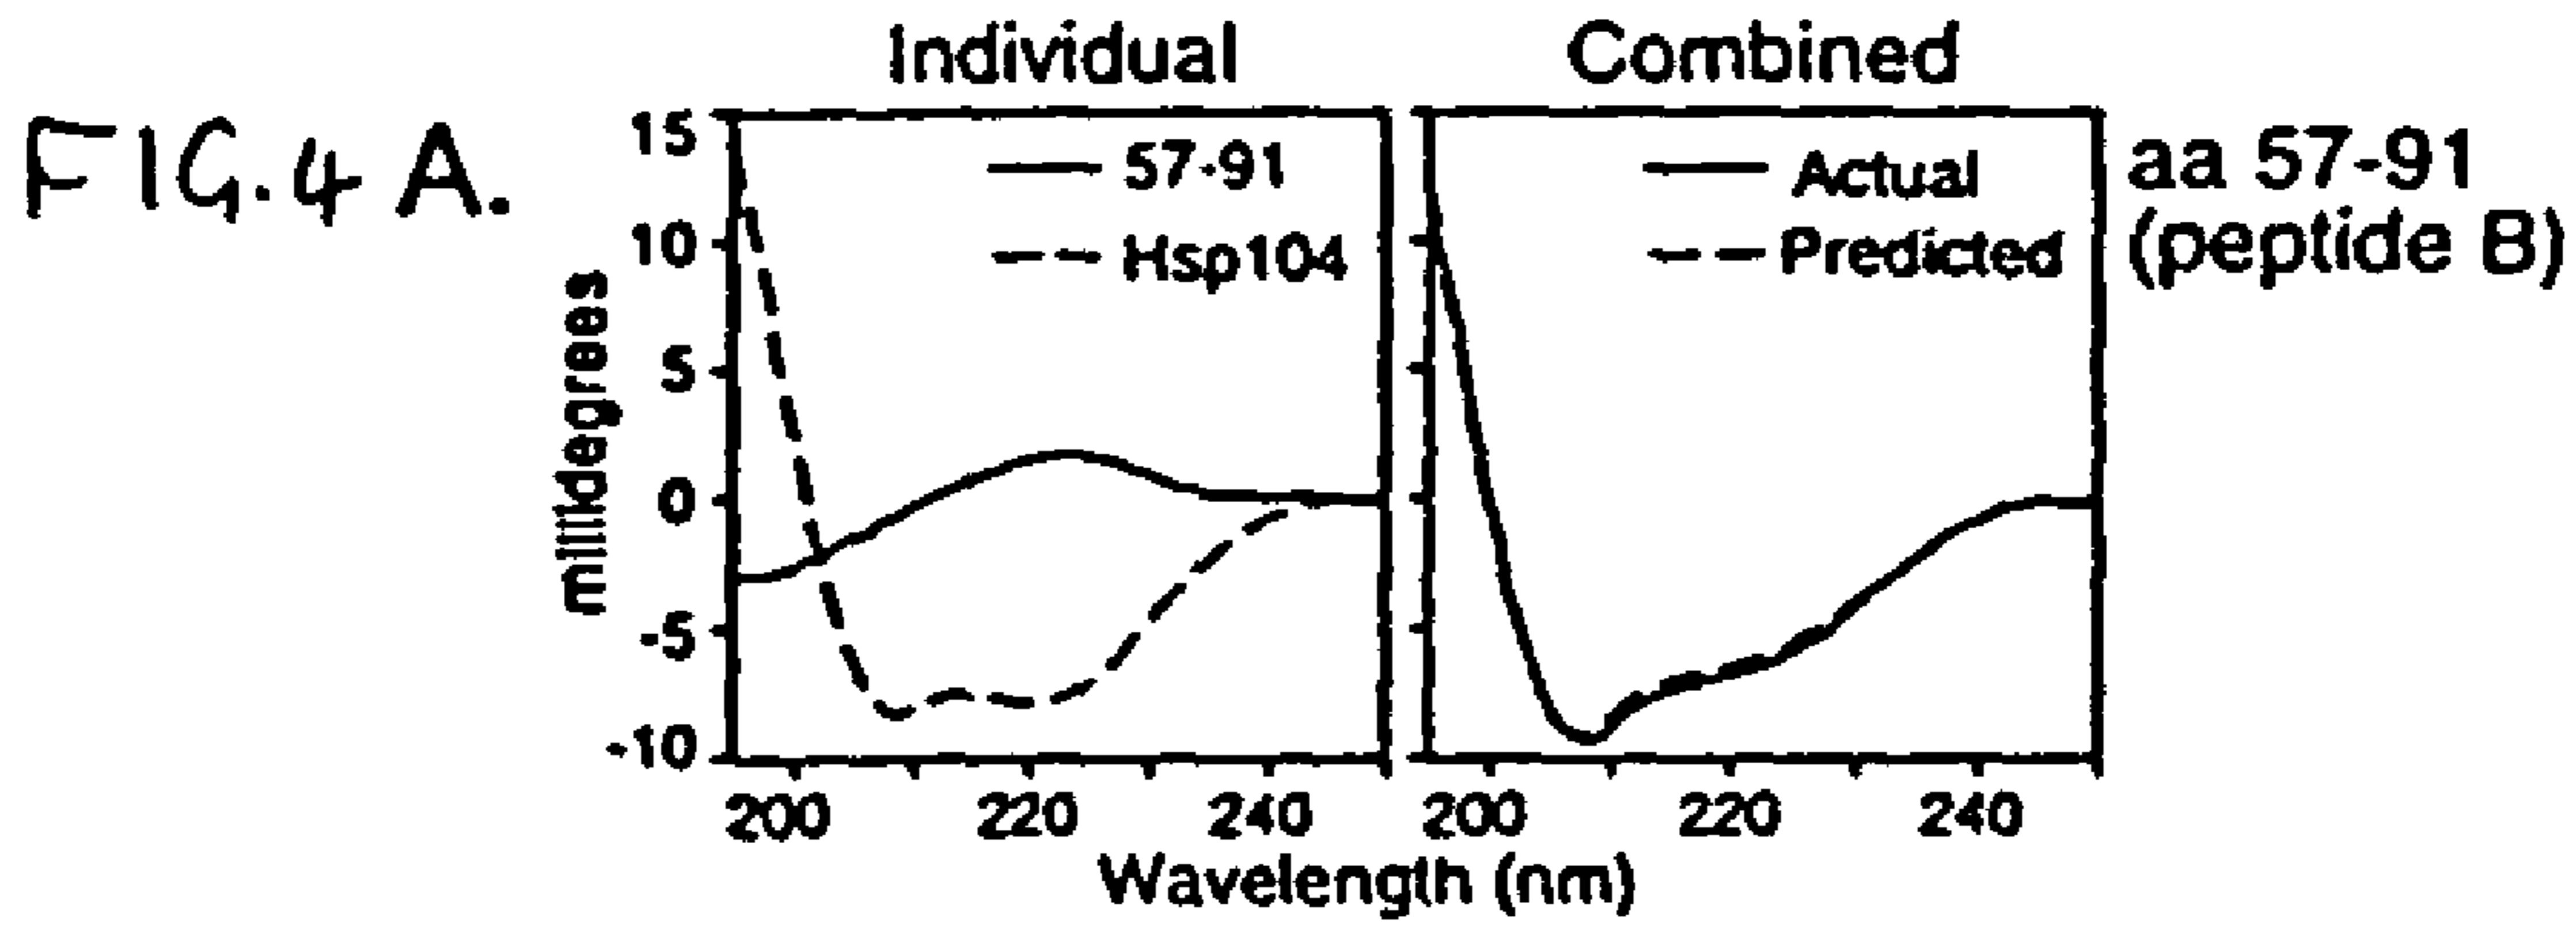 FIG. 4 A.
Individual
Combined
15
10
5
0
-5
-10
millidegrees
57-91
Hsp104
Actual
Predicted
aa 57-91
(peptide B)
200 220 240
200 220 240
Wavelength (nm)